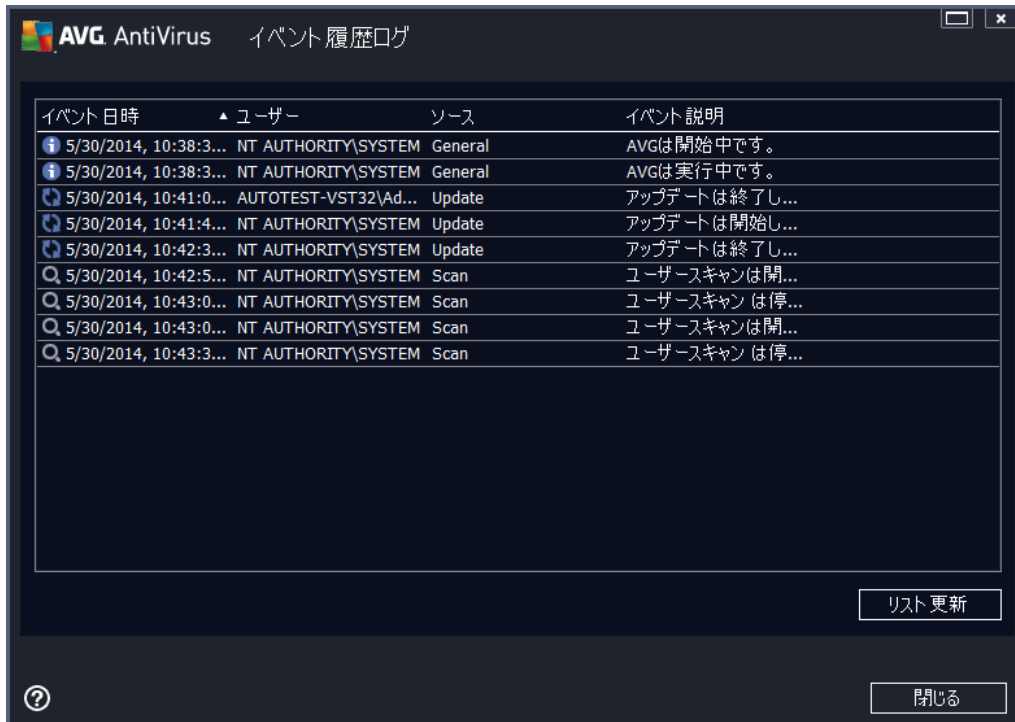 AVG AntiVirus イベント履歴ログ
イベント日時 ユーザー ソース イベント説明
5/30/2014, 10:38:3... NT AUTHORITY\SYSTEM General AVGは開始中です。
5/30/2014, 10:38:3... NT AUTHORITY\SYSTEM General AVGは実行中です。
5/30/2014, 10:41:0... AUTOTEST-VST32\Ad... Update アップデートは終了し...
5/30/2014, 10:41:4... NT AUTHORITY\SYSTEM Update アップデートは開始し...
5/30/2014, 10:42:3... NT AUTHORITY\SYSTEM Update アップデートは終了し...
5/30/2014, 10:42:5... NT AUTHORITY\SYSTEM Scan ユーザースキャンは開...
5/30/2014, 10:43:0... NT AUTHORITY\SYSTEM Scan ユーザースキャン は停...
5/30/2014, 10:43:0... NT AUTHORITY\SYSTEM Scan ユーザースキャンは開...
5/30/2014, 10:43:3... NT AUTHORITY\SYSTEM Scan ユーザースキャン は停...
リスト更新
閉じる